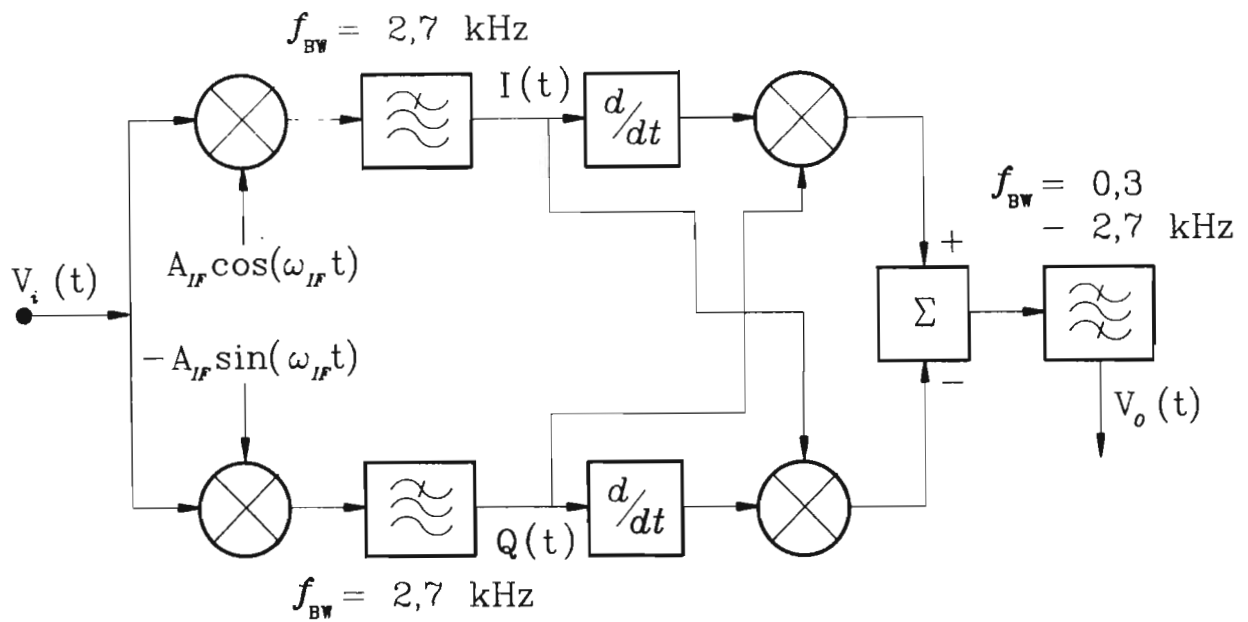 f_BW = 2,7 kHz
I(t)
d/dt
f_BW = 0,3
- 2,7 kHz
A_IF cos(ω_IF t)
V_i (t)
+
Σ
-A_IF sin(ω_IF t)
-
V_o (t)
d/dt
Q(t)
f_BW = 2,7 kHz